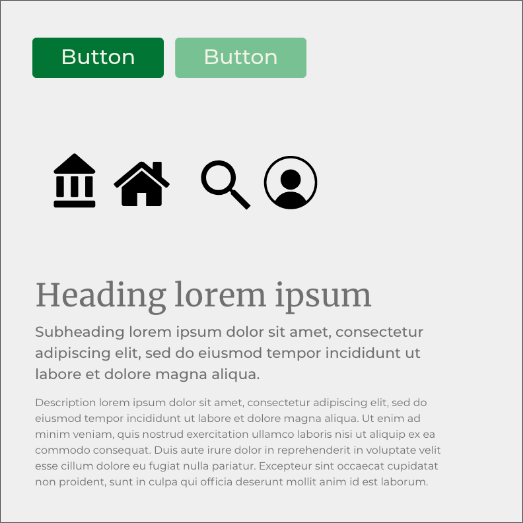 Button Button
Heading lorem ipsum
Subheading lorem ipsum dolor sit amet, consectetur
adipiscing elit, sed do eiusmod tempor incididunt ut
labore et dolore magna aliqua.
Description lorem ipsum dolor sit amet, consectetur adipiscing elit, sed do
eiusmod tempor incididunt ut labore et dolore magna aliqua. Ut enim ad
minim veniam, quis nostrud exercitation ullamco laboris nisi ut aliquip ex ea
commodo consequat. Duis aute irure dolor in reprehenderit in voluptate velit
esse cillum dolore eu fugiat nulla pariatur. Excepteur sint occaecat cupidatat
non proident, sunt in culpa qui officia deserunt mollit anim id est laborum.